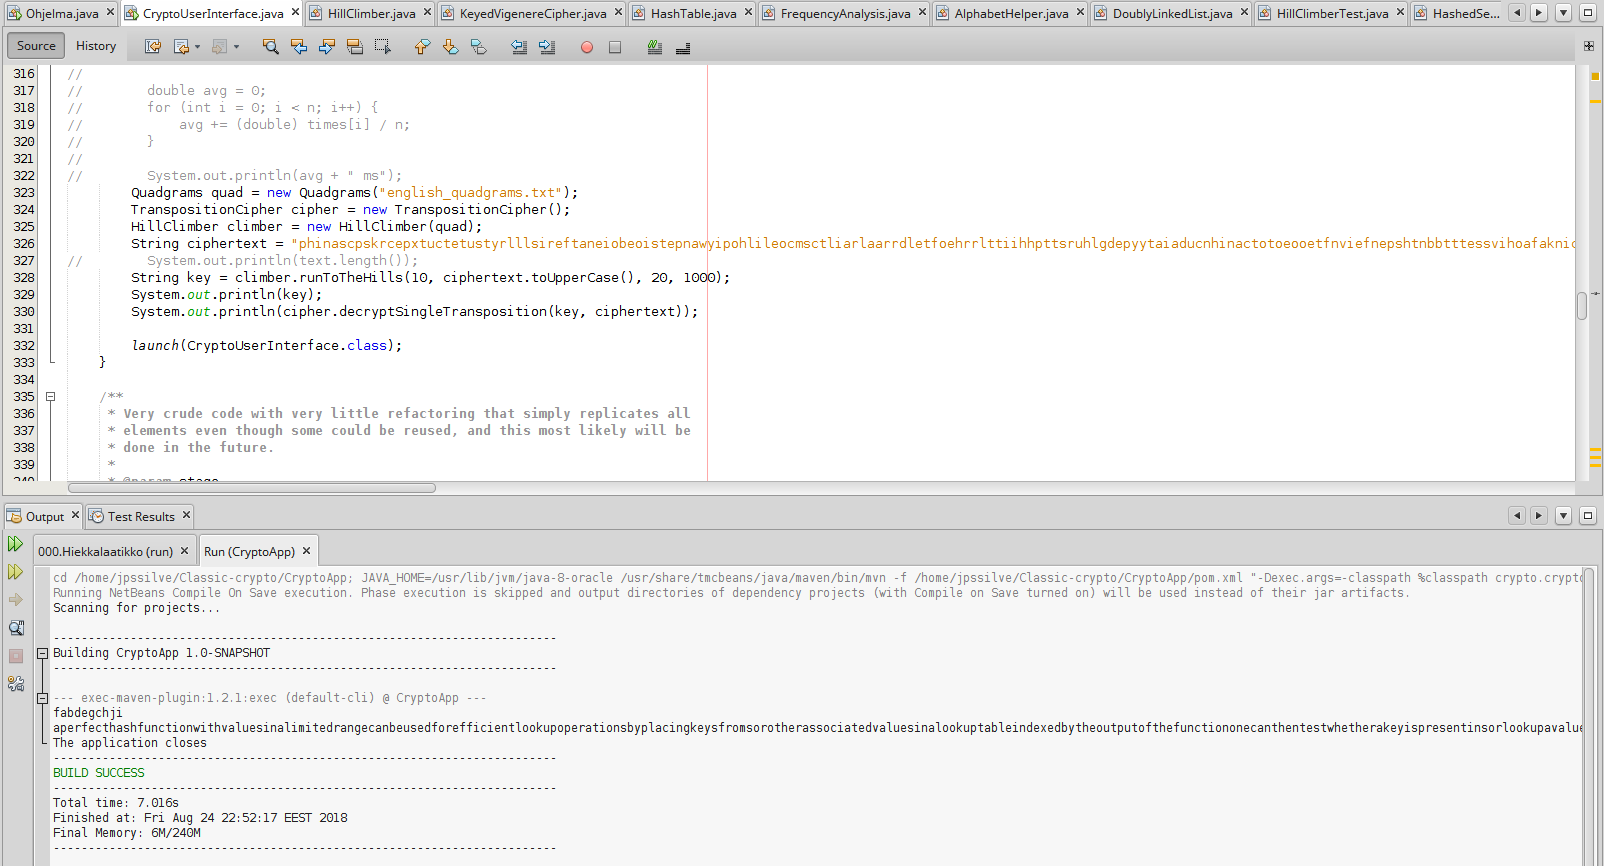 Ohjelma.java CryptoUserInterface.java HillClimber.java KeyedVigenereCipher.java HashTable.java FrequencyAnalysis.java AlphabetHelper.java DoublyLinkedList.java HillClimberTest.java HashedSe...
Source History
316 //
317 // double avg = 0;
318 // for (int i = 0; i < n; i++) {
319 // avg += (double) times[i] / n;
320 // }
321 //
322 // System.out.println(avg + " ms");
323 Quadgrams quad = new Quadgrams("english_quadgrams.txt");
324 TranspositionCipher cipher = new TranspositionCipher();
325 HillClimber climber = new HillClimber(quad);
326 String ciphertext = "phinascpskrcepxtuctetustyrlllsireftaneiobeoistepnawyipohlileocmsctliarlaarrdletfoehrrlttiihhpttsruhlgdepyytaiaducnhinactotoeooetfnviefnepshtnbbtttessvihoafaknic
327 // System.out.println(text.length());
328 String key = climber.runToTheHills(10, ciphertext.toUpperCase(), 20, 1000);
329 System.out.println(key);
330 System.out.println(cipher.decryptSingleTransposition(key, ciphertext));
331
332 launch(CryptoUserInterface.class);
333 }
334
335 /**
336 * Very crude code with very little refactoring that simply replicates all
337 * elements even though some could be reused, and this most likely will be
338 * done in the future.
339 *
340 * @param stage
Output Test Results
000.Hiekkalaatikko (run) Run (CryptoApp)
cd /home/jpssilve/Classic-crypto/CryptoApp; JAVA_HOME=/usr/lib/jvm/java-8-oracle /usr/share/tmcbeans/java/maven/bin/mvn -f /home/jpssilve/Classic-crypto/CryptoApp/pom.xml "-Dexec.args=-classpath %classpath crypto.crypto
Running NetBeans Compile On Save execution. Phase execution is skipped and output directories of dependency projects (with Compile on Save turned on) will be used instead of their jar artifacts.
Scanning for projects...
------------------------------------------------------------------------
Building CryptoApp 1.0-SNAPSHOT
------------------------------------------------------------------------
--- exec-maven-plugin:1.2.1:exec (default-cli) @ CryptoApp ---
fabdegchji
aperfecthashfunctionwithvaluesinalimitedrangecanbeusedforefficientlookupoperationsbyplacingkeysfromsorotherassociatedvaluesinalookuptableindexedbytheoutputofthefunctiononecanthentestwhetherakeyispresentinsorlookupavalue
The application closes
------------------------------------------------------------------------
BUILD SUCCESS
------------------------------------------------------------------------
Total time: 7.016s
Finished at: Fri Aug 24 22:52:17 EEST 2018
Final Memory: 6M/240M
------------------------------------------------------------------------